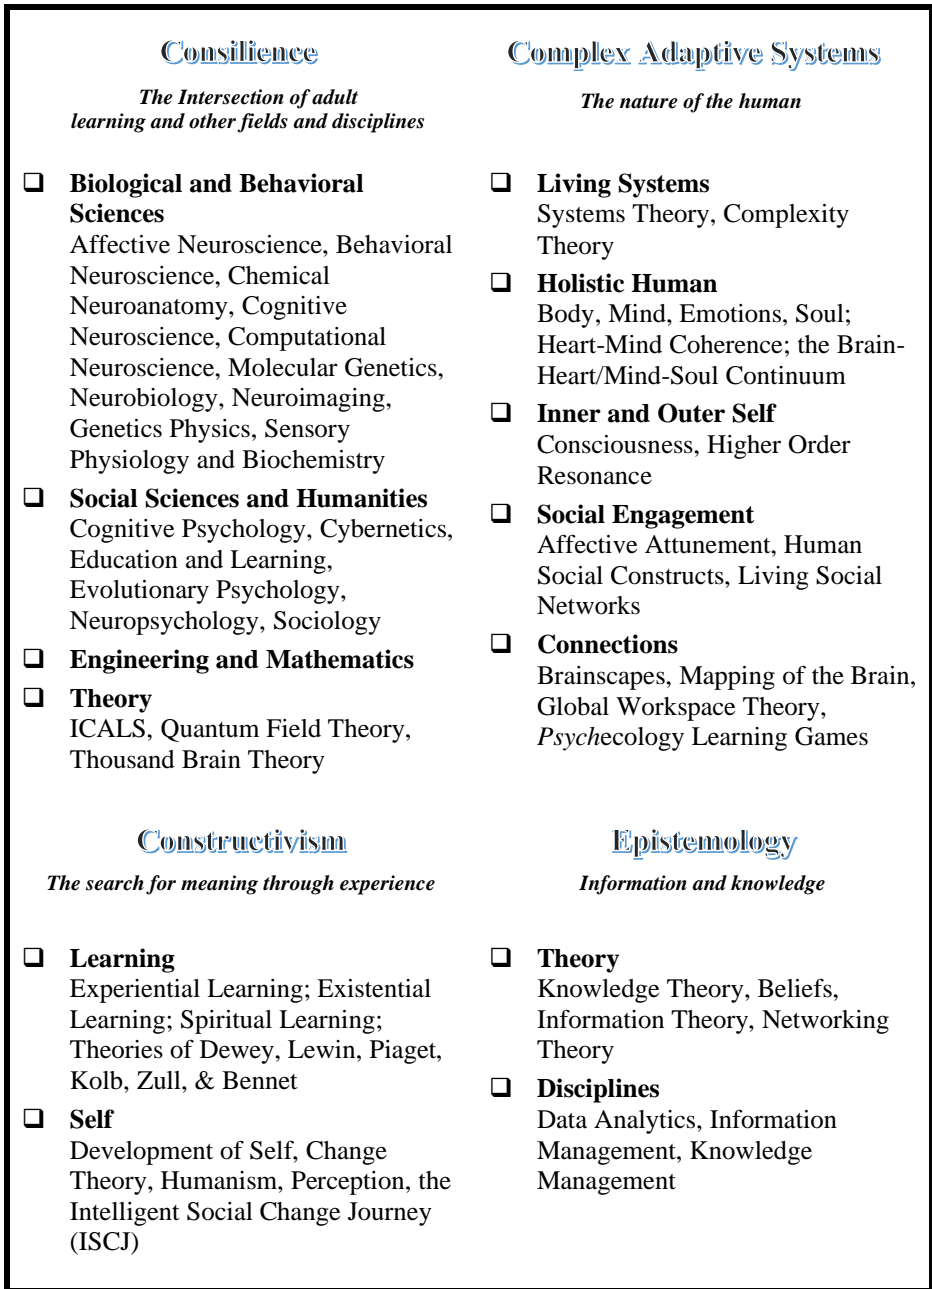 Consilience
The Intersection of adult
learning and other fields and disciplines
❑ Biological and Behavioral
Sciences
Affective Neuroscience, Behavioral
Neuroscience, Chemical
Neuroanatomy, Cognitive
Neuroscience, Computational
Neuroscience, Molecular Genetics,
Neurobiology, Neuroimaging,
Genetics Physics, Sensory
Physiology and Biochemistry
❑ Social Sciences and Humanities
Cognitive Psychology, Cybernetics,
Education and Learning,
Evolutionary Psychology,
Neuropsychology, Sociology
❑ Engineering and Mathematics
❑ Theory
ICALS, Quantum Field Theory,
Thousand Brain Theory
Complex Adaptive Systems
The nature of the human
❑ Living Systems
Systems Theory, Complexity
Theory
❑ Holistic Human
Body, Mind, Emotions, Soul;
Heart-Mind Coherence; the Brain-
Heart/Mind-Soul Continuum
❑ Inner and Outer Self
Consciousness, Higher Order
Resonance
❑ Social Engagement
Affective Attunement, Human
Social Constructs, Living Social
Networks
❑ Connections
Brainscapes, Mapping of the Brain,
Global Workspace Theory,
Psychecology Learning Games
Constructivism
The search for meaning through experience
❑ Learning
Experiential Learning; Existential
Learning; Spiritual Learning;
Theories of Dewey, Lewin, Piaget,
Kolb, Zull, & Bennet
❑ Self
Development of Self, Change
Theory, Humanism, Perception, the
Intelligent Social Change Journey
(ISCJ)
Epistemology
Information and knowledge
❑ Theory
Knowledge Theory, Beliefs,
Information Theory, Networking
Theory
❑ Disciplines
Data Analytics, Information
Management, Knowledge
Management